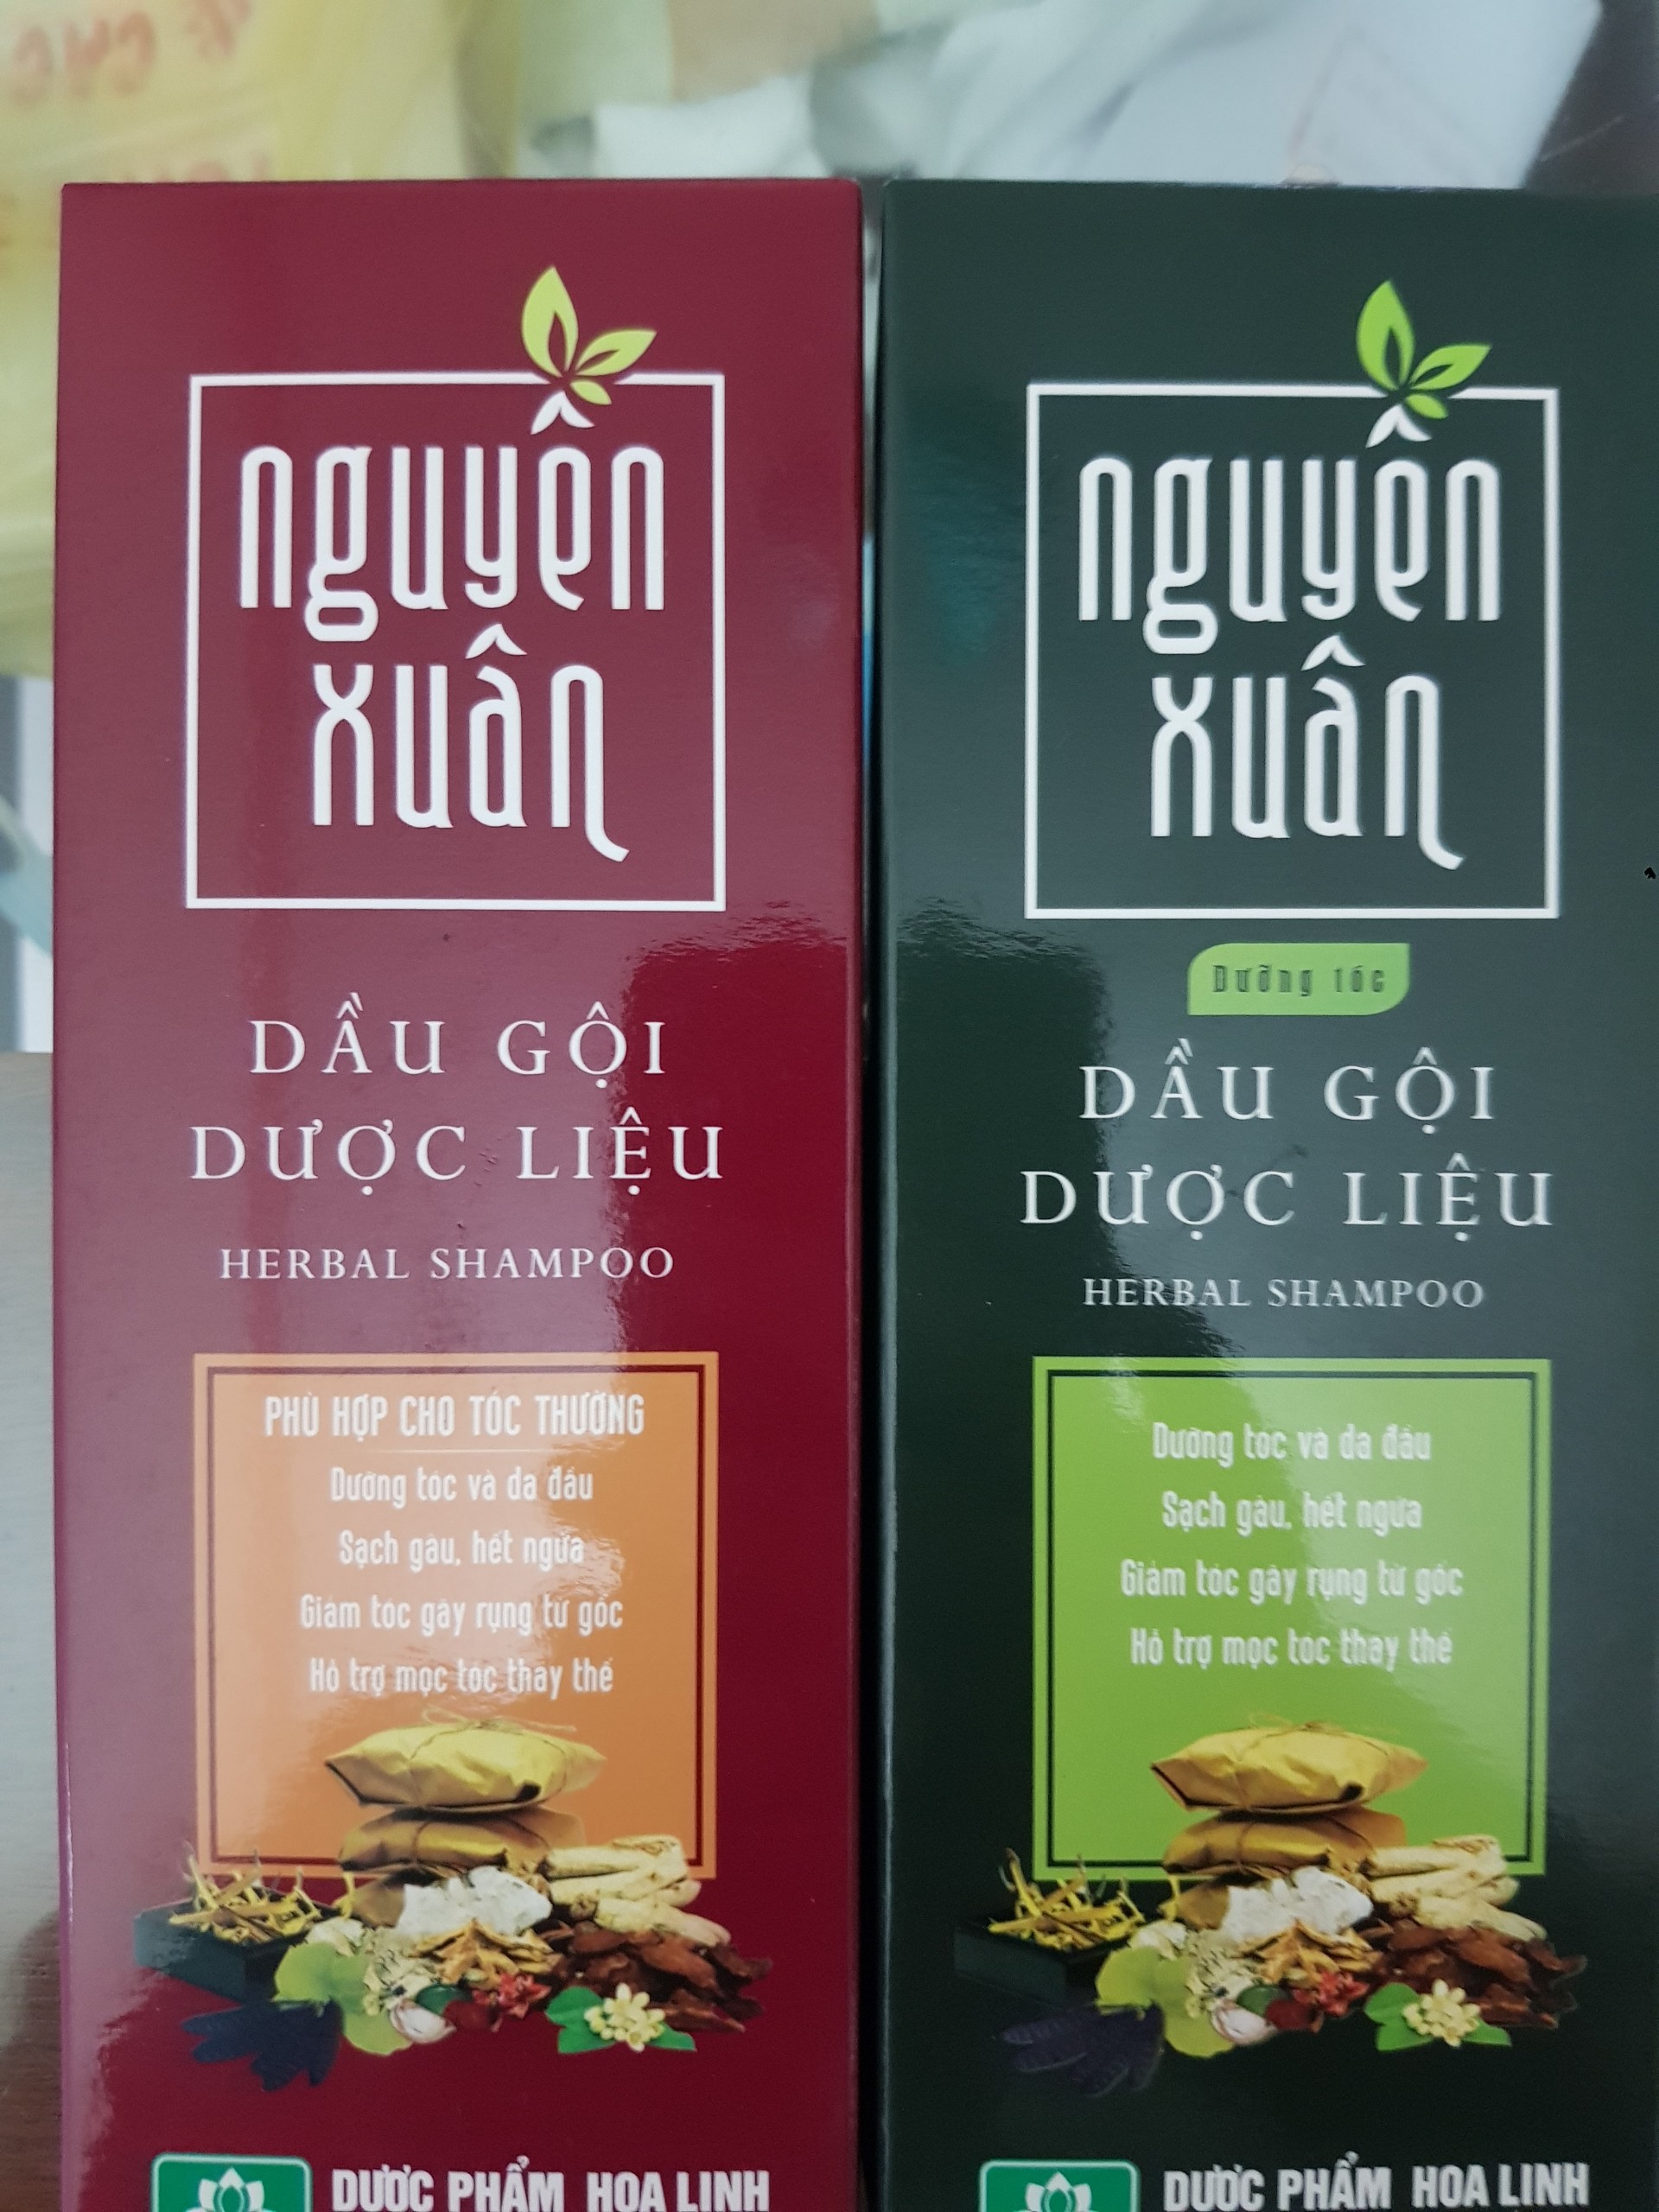 nguyên
xuân
DẦU GỘI
DƯỢC LIỆU
HERBAL SHAMPOO
PHÙ HỢP CHO TÓC THƯỜNG
Dưỡng tóc và da đầu
Sạch gàu, hết ngứa
Giảm tóc gãy rụng từ gốc
Hỗ trợ mọc tóc thay thế
DƯỢC PHẨM HOA LINH
nguyên
xuân
Dưỡng tóc
DẦU GỘI
DƯỢC LIỆU
HERBAL SHAMPOO
Dưỡng tóc và da đầu
Sạch gàu, hết ngứa
Giảm tóc gãy rụng từ gốc
Hỗ trợ mọc tóc thay thế
DƯỢC PHẨM HOA LINH